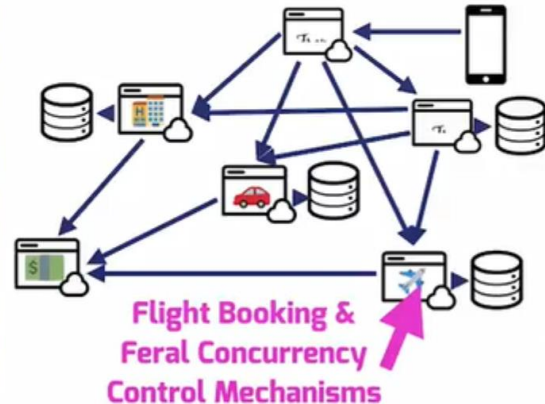 H
$
Flight Booking &
Feral Concurrency
Control Mechanisms